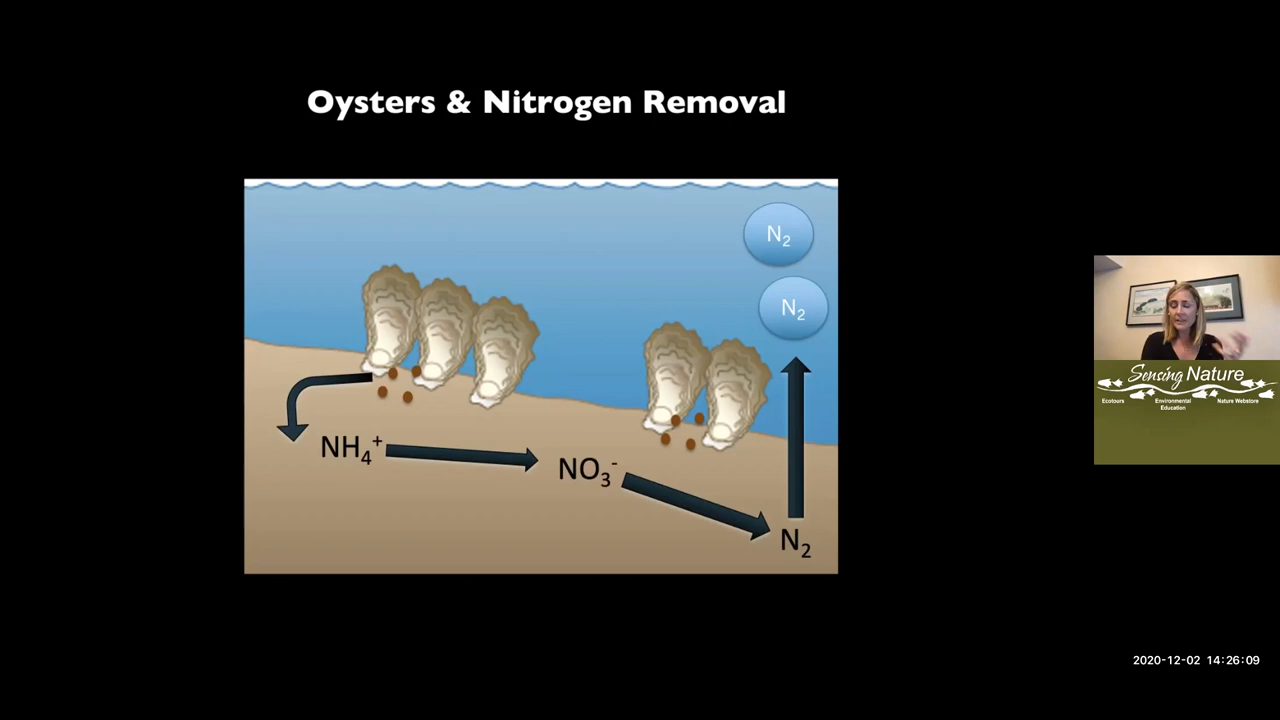 Oysters & Nitrogen Removal
N₂
N₂
NH₄⁺
NO₃⁻
N₂
Sensing Nature
Ecotours
Environmental
Education
Nature Webstore
2020-12-02 14:26:09